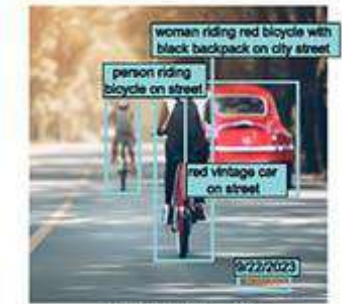 woman riding red bicycle with
black backpack on city street
person riding
bicycle on street
red vintage car
on street
9/22/2023